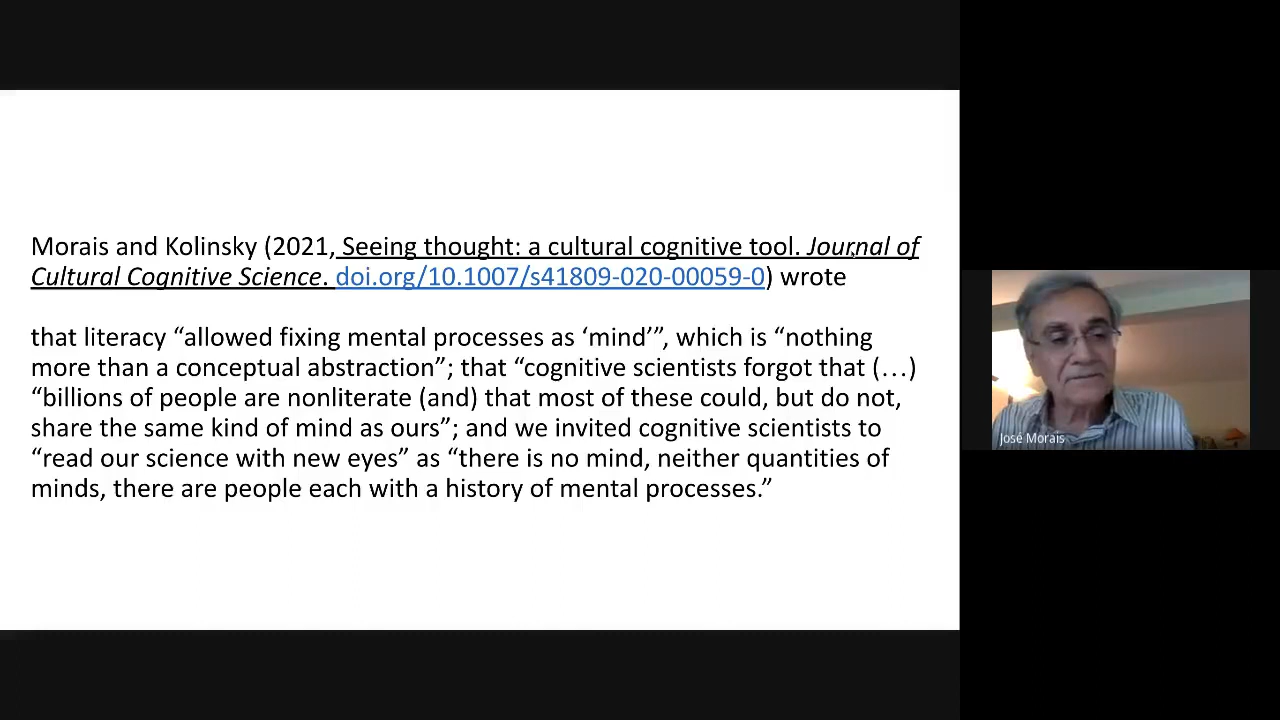 Morais and Kolinsky (2021, Seeing thought: a cultural cognitive tool. Journal of
Cultural Cognitive Science. doi.org/10.1007/s41809-020-00059-0) wrote
that literacy “allowed fixing mental processes as ‘mind’”, which is “nothing
more than a conceptual abstraction”; that “cognitive scientists forgot that (…)
“billions of people are nonliterate (and) that most of these could, but do not,
share the same kind of mind as ours”; and we invited cognitive scientists to
“read our science with new eyes” as “there is no mind, neither quantities of
minds, there are people each with a history of mental processes.”
José Morais